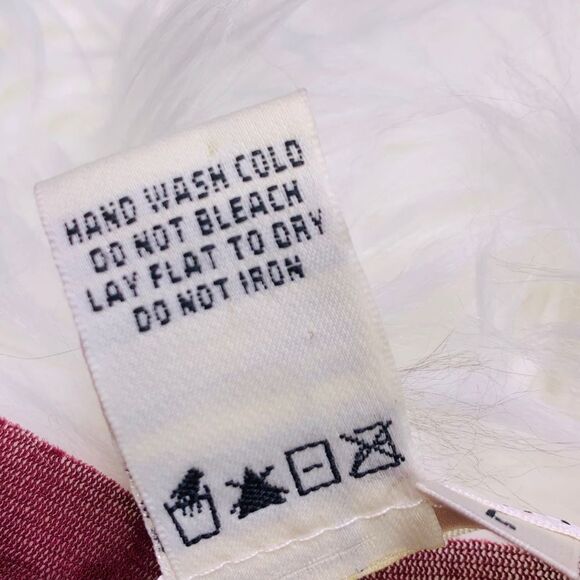 HAND WASH COLD
DO NOT BLEACH
LAY FLAT TO DRY
DO NOT IRON